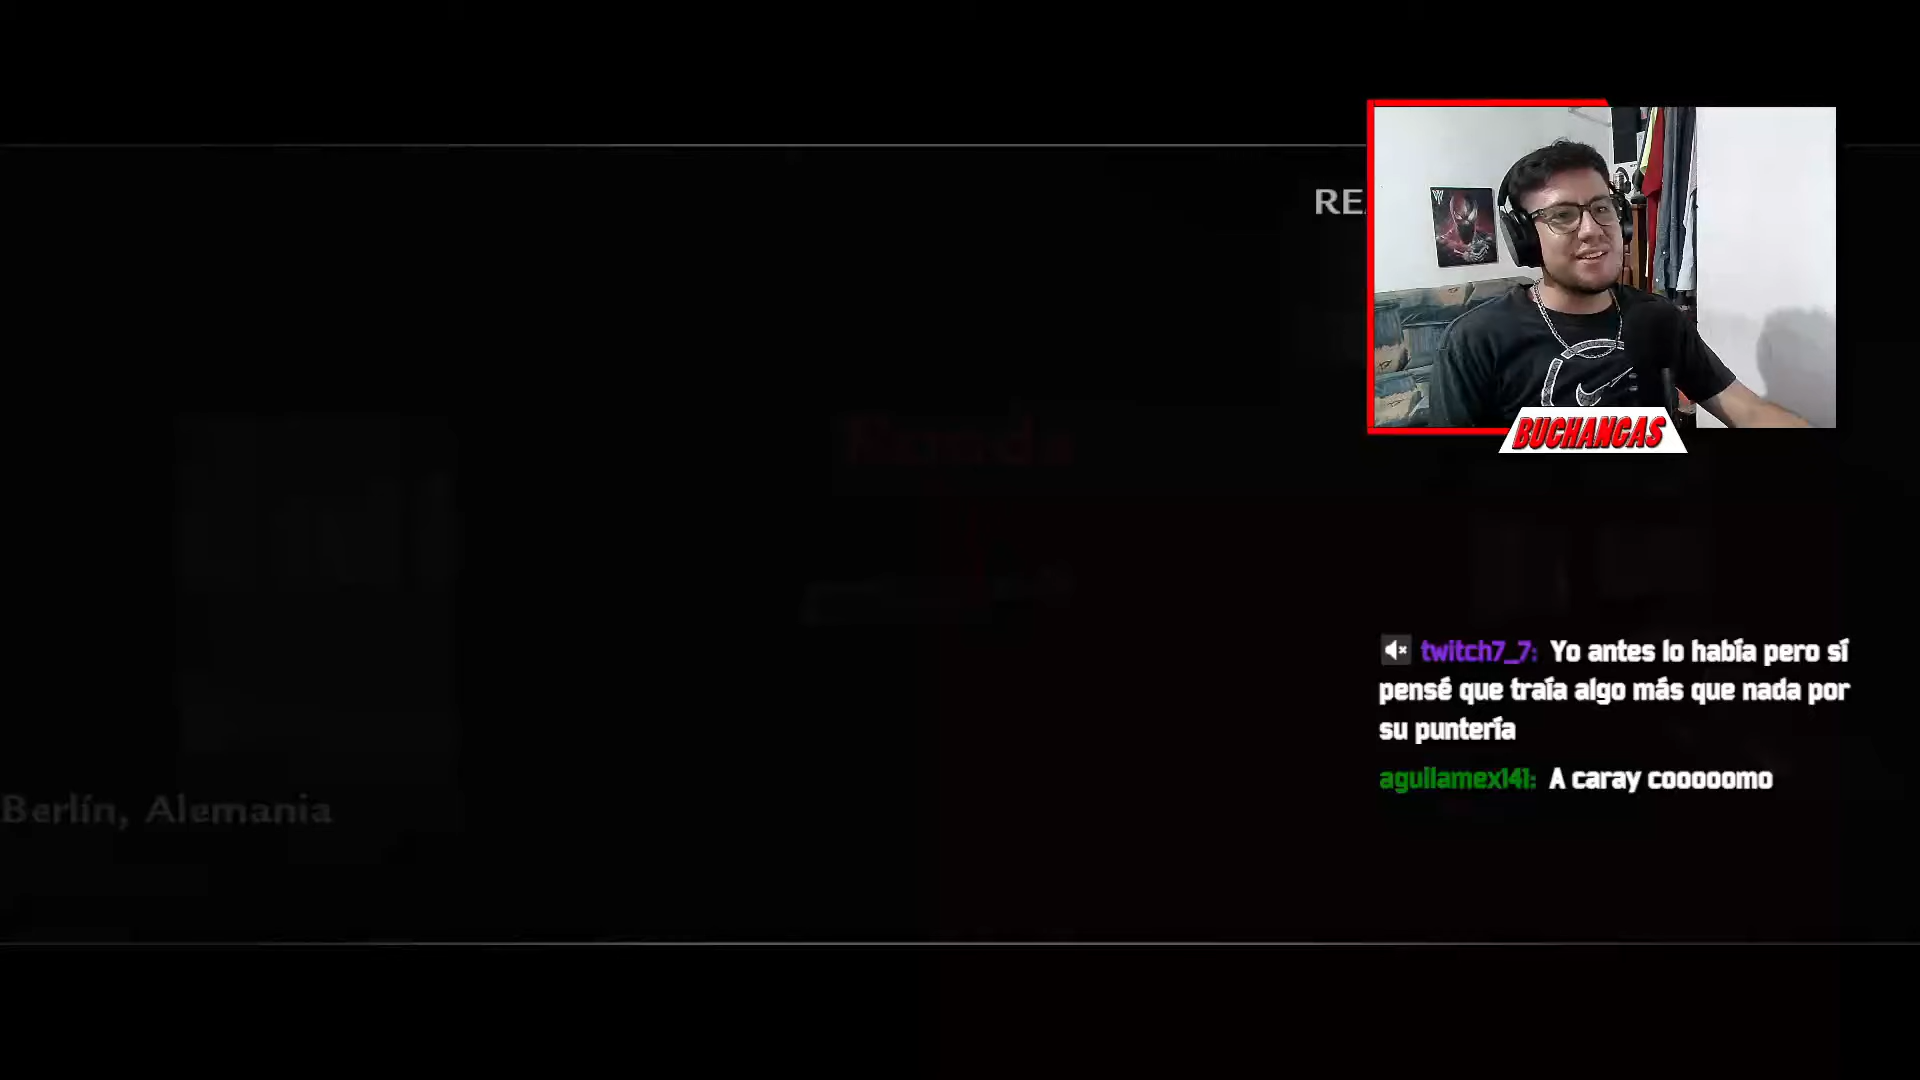 RE
BUCHANGAS
twitch7_7: Yo antes lo había pero sí
pensé que traía algo más que nada por
su puntería
aguilamex141: A caray cooooomo
Berlín, Alemania